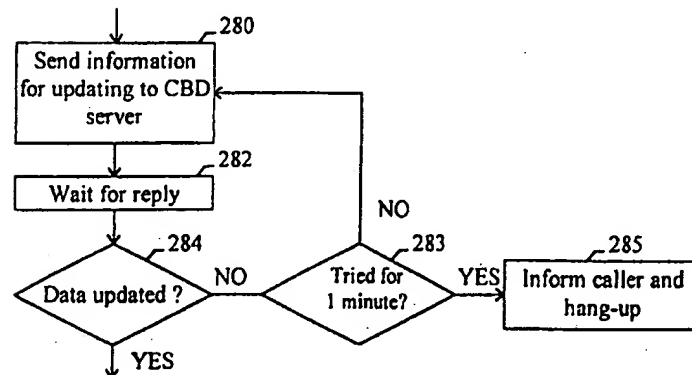 280
Send information
for updating to CBD
server
282
Wait for reply
NO
284
283
285
Data updated ?
NO
Tried for
1 minute?
YES
Inform caller and
hang-up
YES